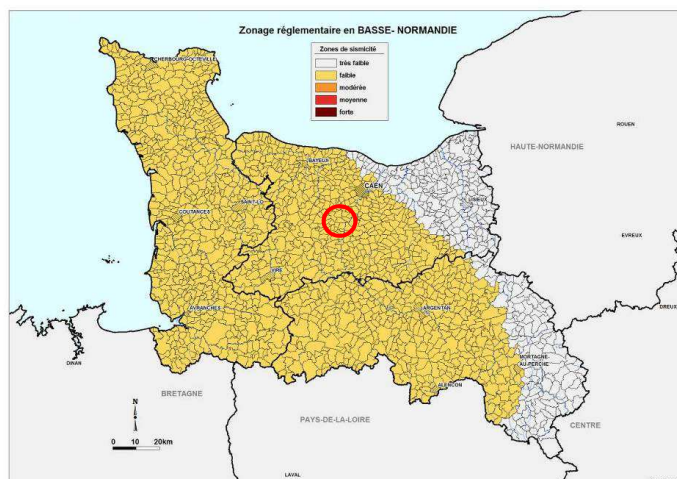 Zonage réglementaire en BASSE- NORMANDIE
Zones de sismicité
très faible
faible
modérée
moyenne
forte
CHERBOURG-OCTEVILLE
ROUEN
HAUTE-NORMANDIE
BAYEUX
CAEN
LISIEUX
SAINT-LO
COUTANCES
EVREUX
VIRE
AVRANCHES
ARGENTAN
DREUX
DINAN
MORTAGNE
-AU-PERCHE
ALENCON
BRETAGNE
N
PAYS-DE-LA-LOIRE
CENTRE
0 10 20km
LAVAL